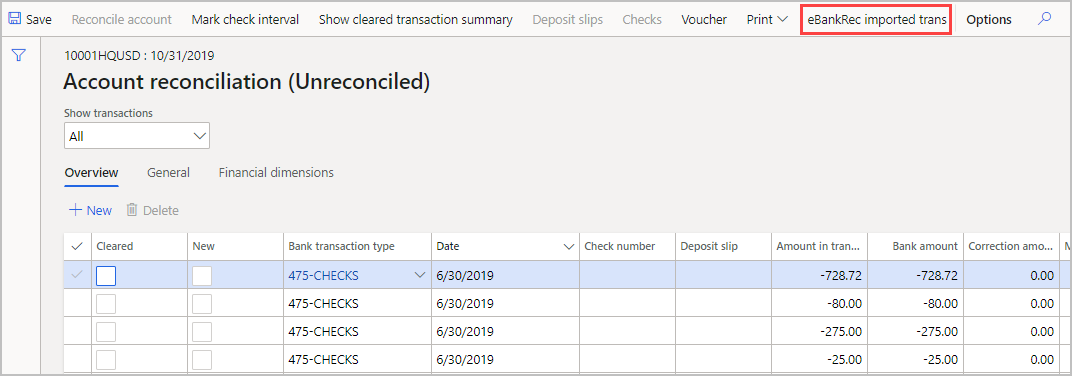 Save Reconcile account Mark check interval Show cleared transaction summary Deposit slips Checks Voucher Print eBankRec imported trans Options
10001HQUSD : 10/31/2019
Account reconciliation (Unreconciled)
Show transactions
All
Overview General Financial dimensions
New Delete
Cleared New Bank transaction type Date Check number Deposit slip Amount in tran... Bank amount Correction amo... M
475-CHECKS 6/30/2019 -728.72 -728.72 0.00
475-CHECKS 6/30/2019 -80.00 -80.00 0.00
475-CHECKS 6/30/2019 -275.00 -275.00 0.00
475-CHECKS 6/30/2019 -25.00 -25.00 0.00